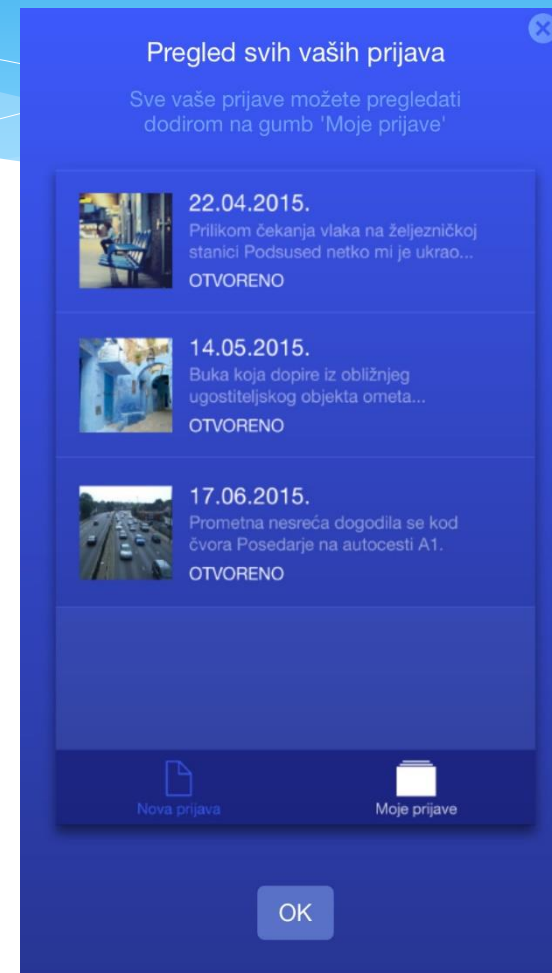 Pregled svih vaših prijava
Sve vaše prijave možete pregledati
dodirom na gumb 'Moje prijave'
22.04.2015.
Prilikom čekanja vlaka na željezničkoj
stanici Podsused netko mi je ukrao...
OTVORENO
14.05.2015.
Buka koja dopire iz obližnjeg
ugostiteljskog objekta ometa...
OTVORENO
17.06.2015.
Prometna nesreća dogodila se kod
čvora Posedarje na autocesti A1.
OTVORENO
Nova prijava
Moje prijave
OK